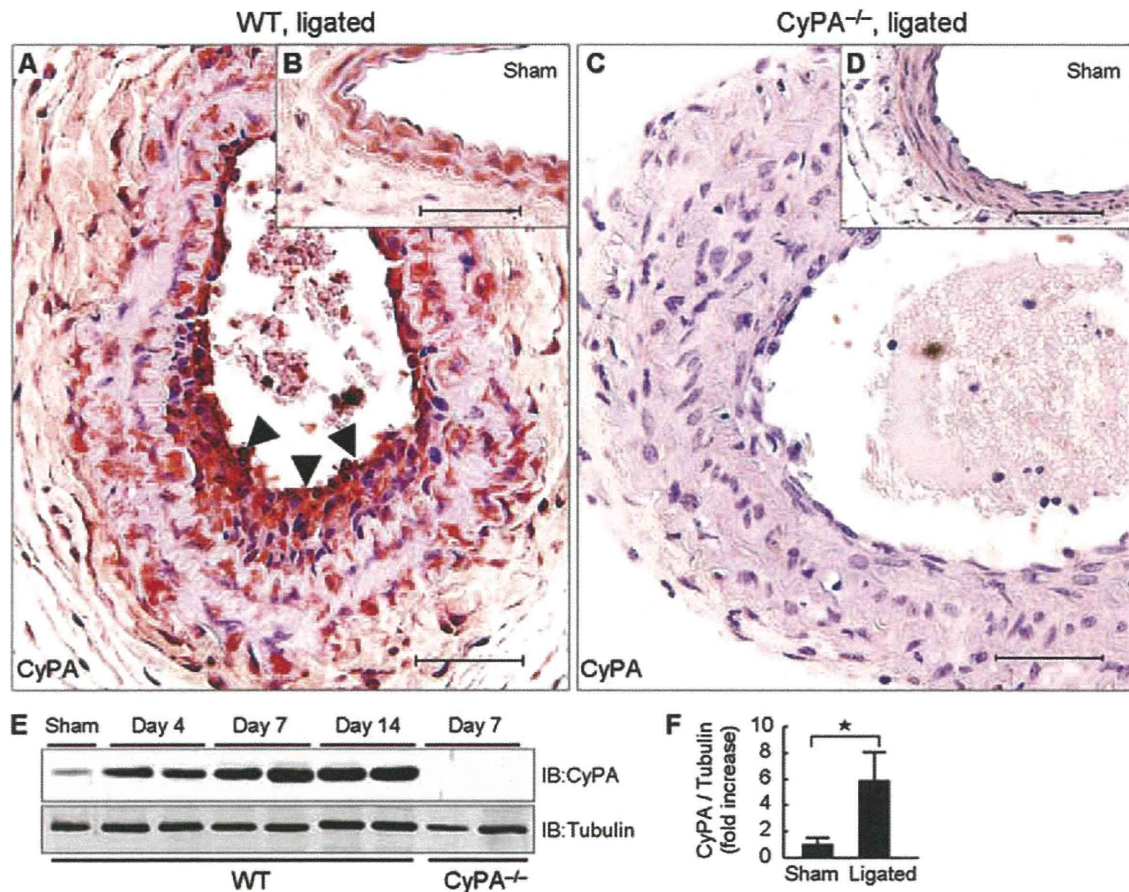 WT, ligated
CyPA–/–, ligated
A
B
Sham
C
D
Sham
CyPA
CyPA
E
Sham Day 4 Day 7 Day 14 Day 7
IB:CyPA
IB:Tubulin
WT CyPA–/–
F
CyPA / Tubulin
(fold increase)
10
8
6
4
2
0
★
Sham Ligated